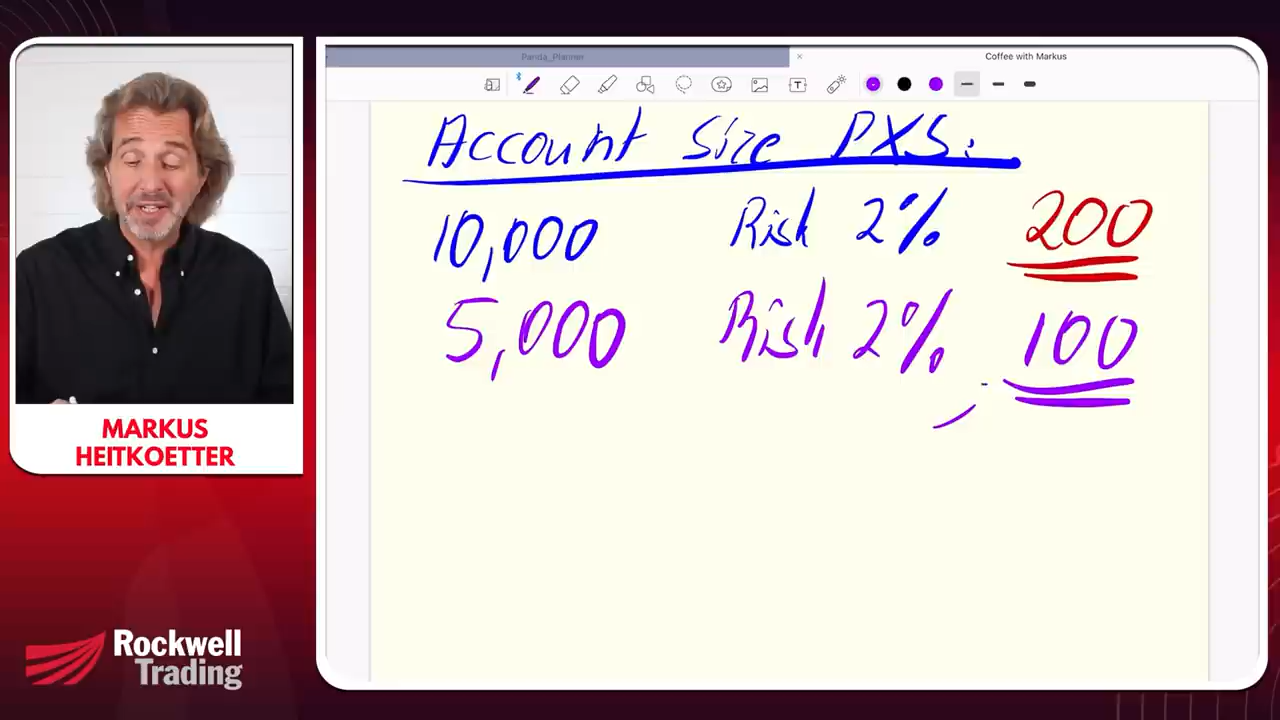 Panda_Planner
Coffee with Markus
Account Size PXS:
10,000 Risk 2% 200
5,000 Risk 2% 100
MARKUS
HEITKOETTER
Rockwell
Trading